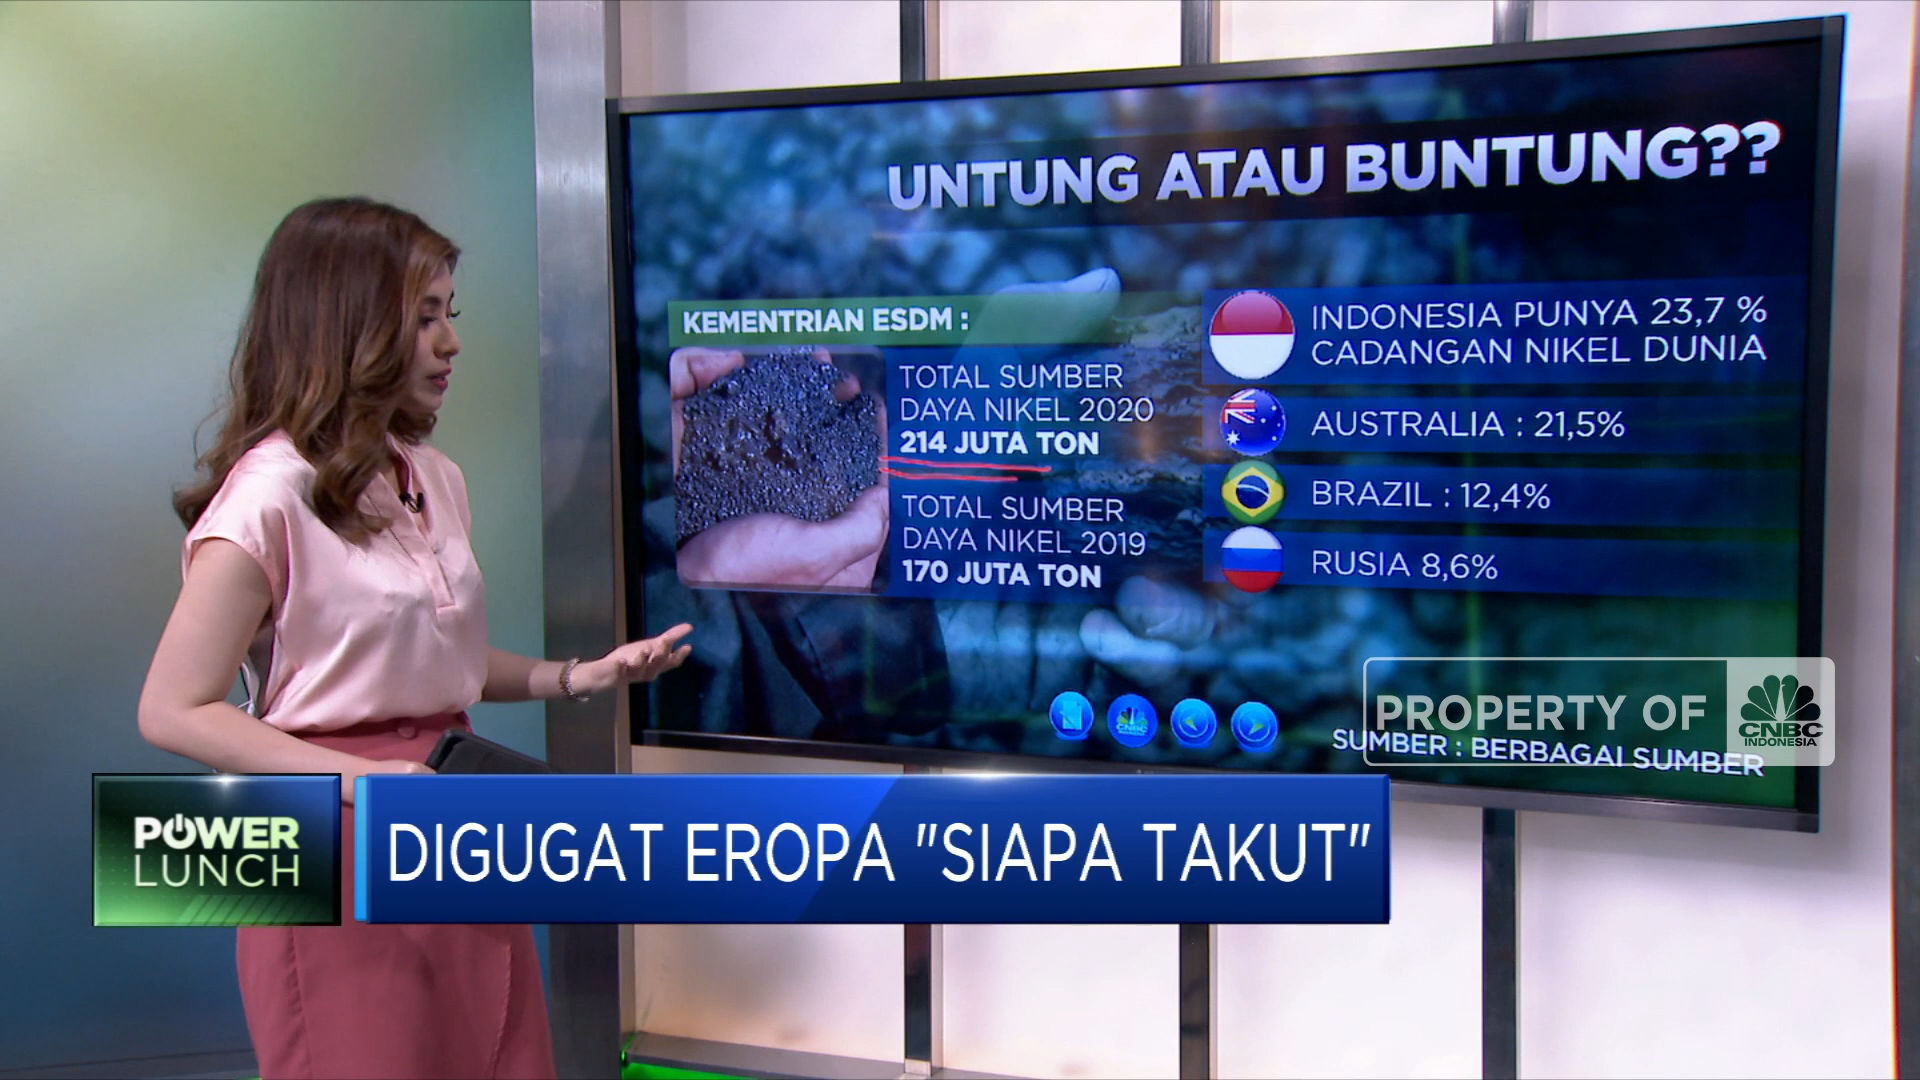 UNTUNG ATAU BUNTUNG??
KEMENTRIAN ESDM :
TOTAL SUMBER
DAYA NIKEL 2020
214 JUTA TON
TOTAL SUMBER
DAYA NIKEL 2019
170 JUTA TON
INDONESIA PUNYA 23,7 %
CADANGAN NIKEL DUNIA
AUSTRALIA : 21,5%
BRAZIL : 12,4%
RUSIA 8,6%
CNBC
PROPERTY OF
CNBC
INDONESIA
SUMBER : BERBAGAI SUMBER
POWER
LUNCH
DIGUGAT EROPA "SIAPA TAKUT"